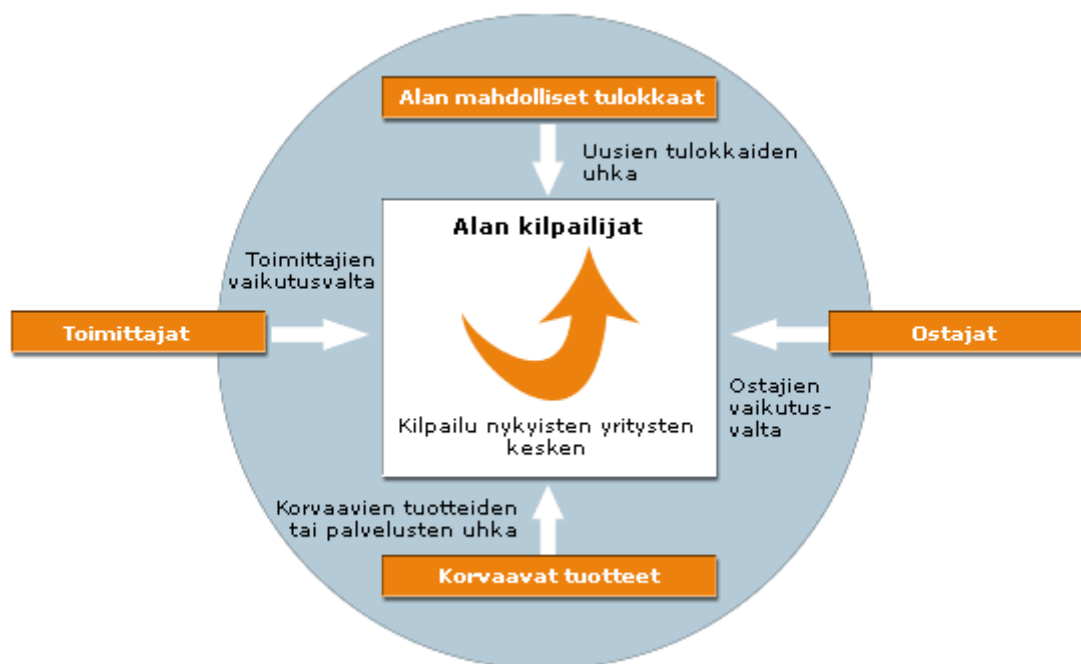 Alan mahdolliset tulokkaat
Uusien tulokkaiden
uhka
Alan kilpailijat
Toimittajien
vaikutusvalta
Toimittajat
Ostajat
Ostajien
vaikutus-
valta
Kilpailu nykyisten yritysten
kesken
Korvaavien tuotteiden
tai palvelusten uhka
Korvaavat tuotteet